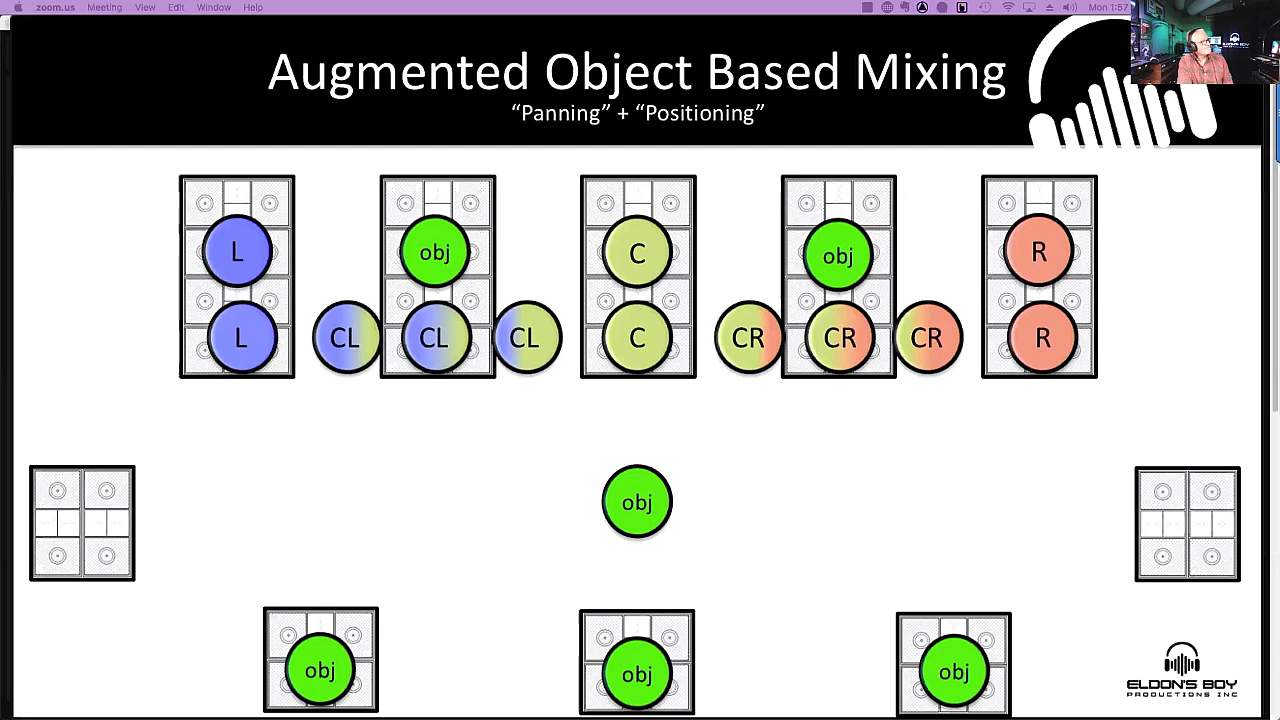 zoom.us Meeting View Edit Window Help Mon 1:57
Augmented Object Based Mixing
“Panning” + “Positioning”
L obj C obj R
L CL CL CL C CR CR CR R
obj
obj obj obj
ELDON'S BOY
PRODUCTIONS INC